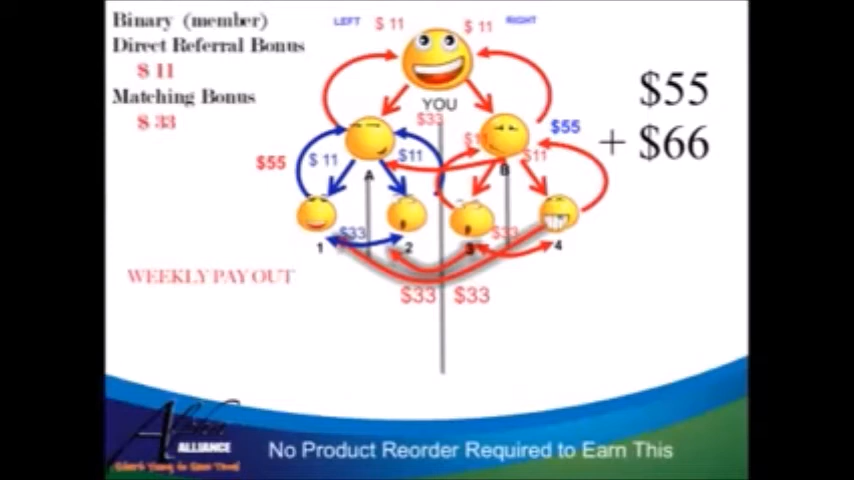 Binary (member)
Direct Referral Bonus
$ 11
Matching Bonus
$ 33
LEFT
$ 11
$ 11
RIGHT
YOU
$33
$55
$ 11
$11
$11
$55
A
B
$33
$33
1
2
3
4
$33
$33
$55
+ $66
WEEKLY PAY OUT
ALLIANCE
No Product Reorder Required to Earn This